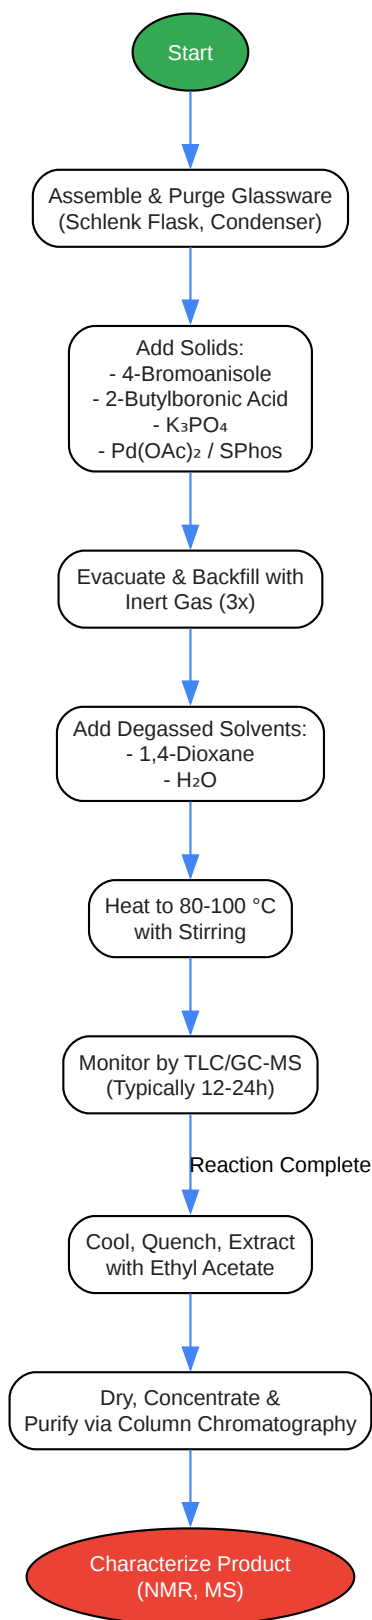 Start
Assemble & Purge Glassware
(Schlenk Flask, Condenser)
Add Solids:
- 4-Bromoanisole
- 2-Butylboronic Acid
- K₃PO₄
- Pd(OAc)₂ / SPhos
Evacuate & Backfill with
Inert Gas (3x)
Add Degassed Solvents:
- 1,4-Dioxane
- H₂O
Heat to 80-100 °C
with Stirring
Monitor by TLC/GC-MS
(Typically 12-24h)
Reaction Complete
Cool, Quench, Extract
with Ethyl Acetate
Dry, Concentrate &
Purify via Column Chromatography
Characterize Product
(NMR, MS)